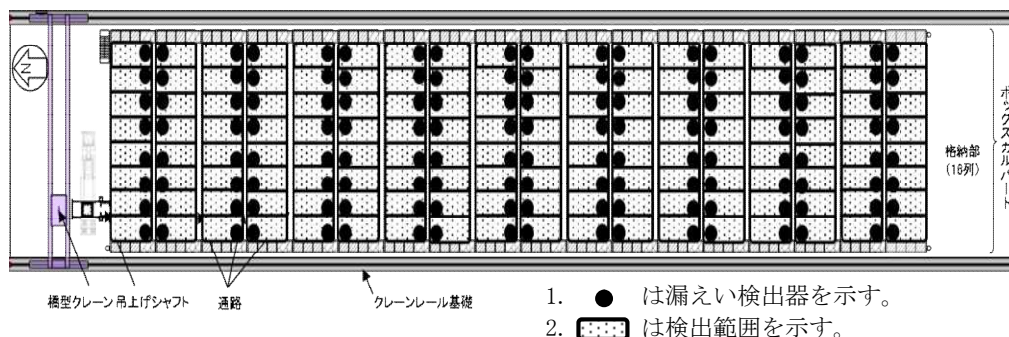 N
ボックスカルバート
格納部
(16列)
橋型クレーン
吊上げシャフト
通路
クレーンレール基礎
1. ● は漏えい検出器を示す。
2. は検出範囲を示す。